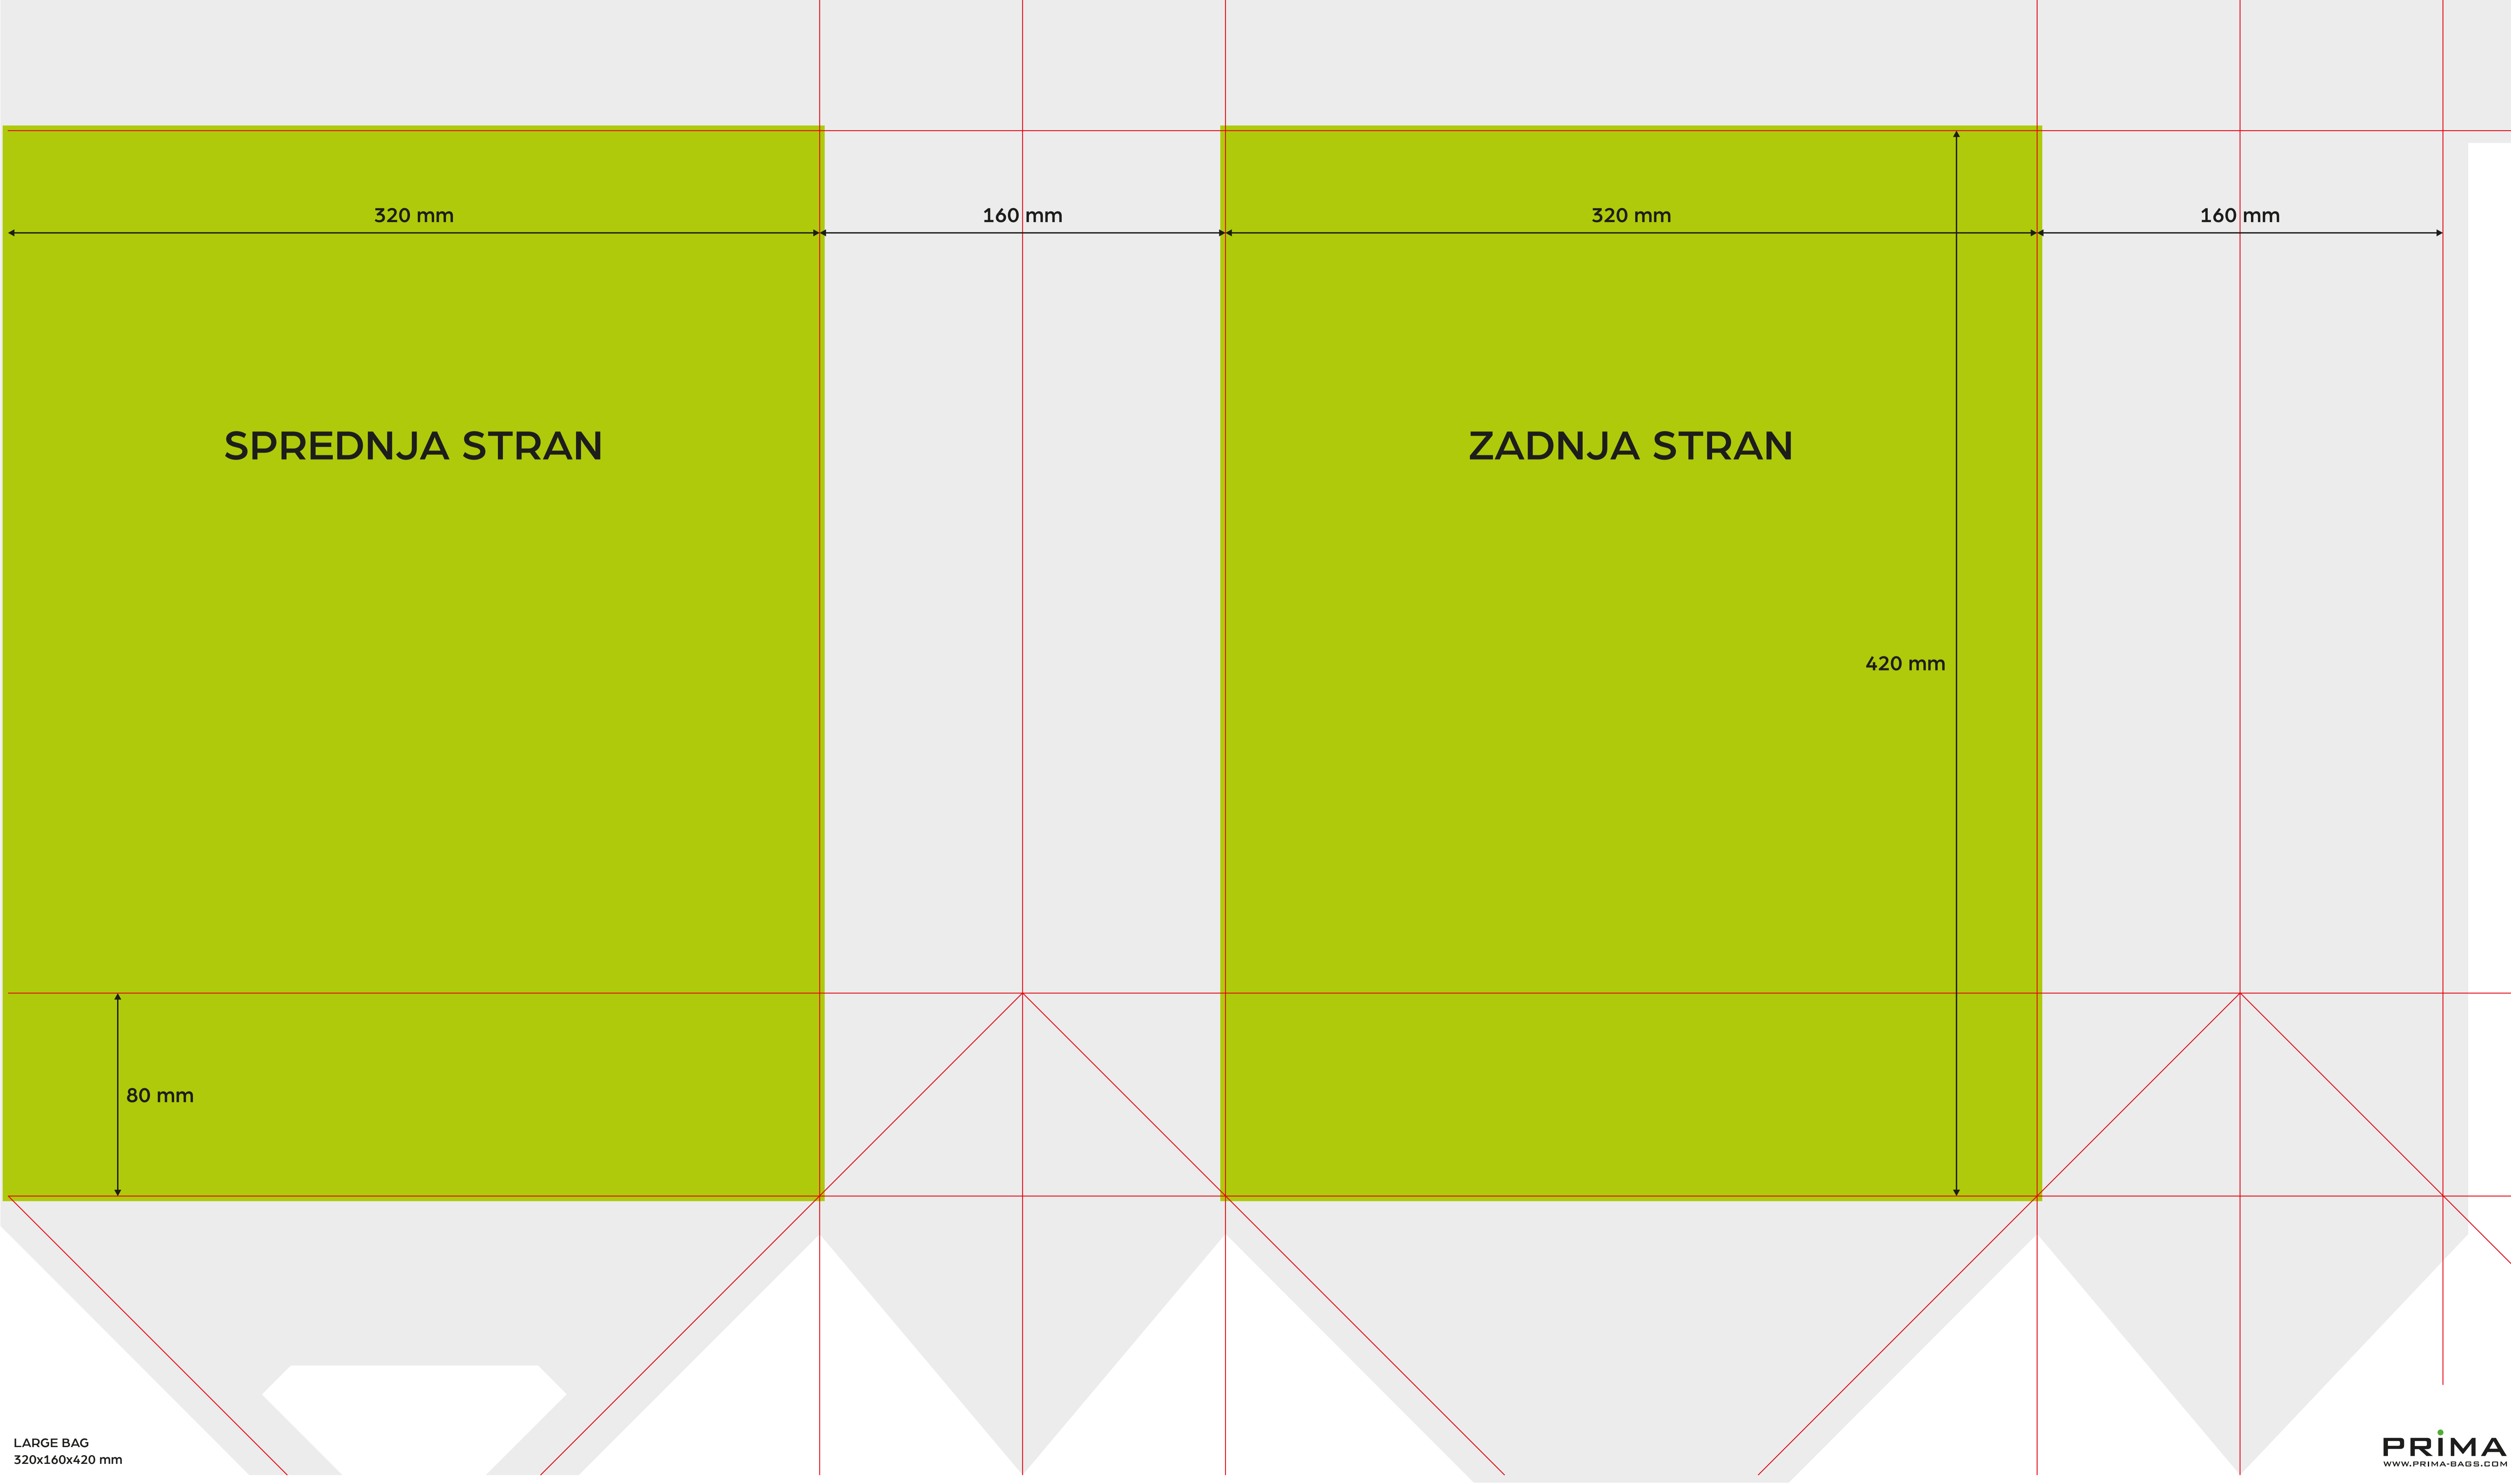 320 mm
160 mm
320 mm
160 mm
SPREDNJA STRAN
ZADNJA STRAN
420 mm
80 mm
LARGE BAG
320x160x420 mm
PRiMA
WWW.PRIMA-BAGS.COM